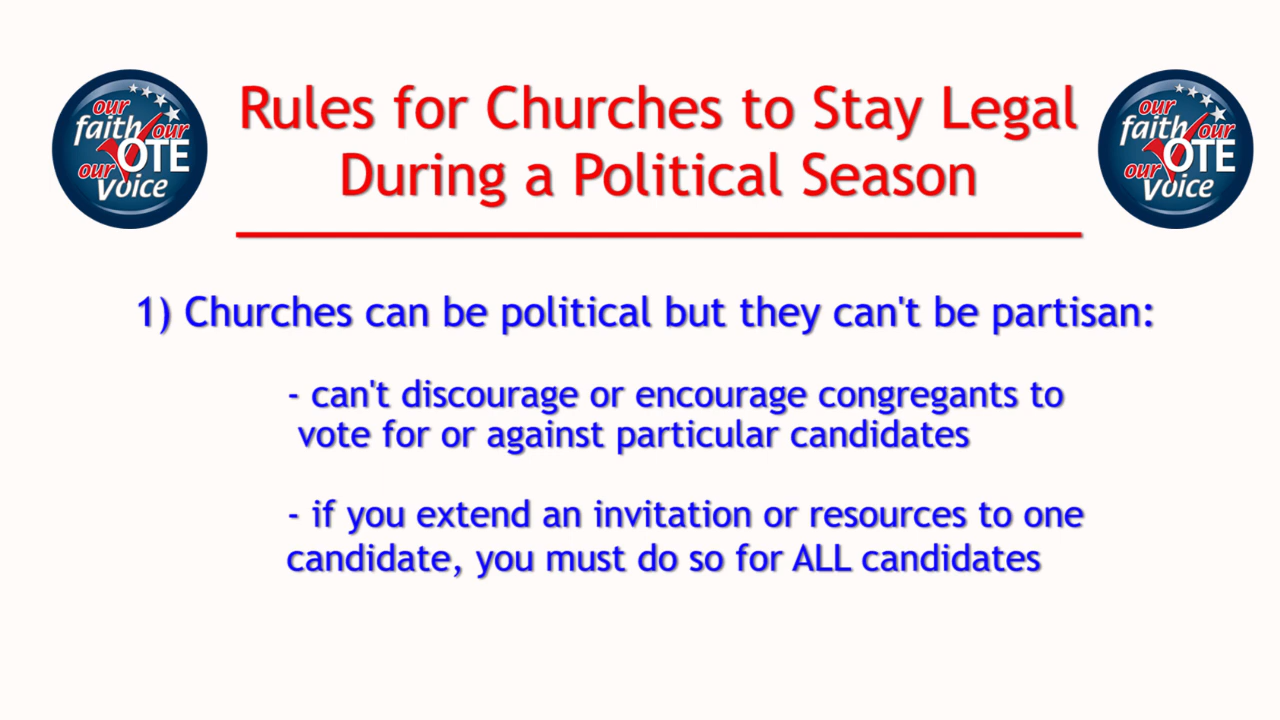 Rules for Churches to Stay Legal
During a Political Season
our
faith our
our VOTE
voice
our
faith our
our VOTE
voice
1) Churches can be political but they can't be partisan:
- can't discourage or encourage congregants to
vote for or against particular candidates
- if you extend an invitation or resources to one
candidate, you must do so for ALL candidates